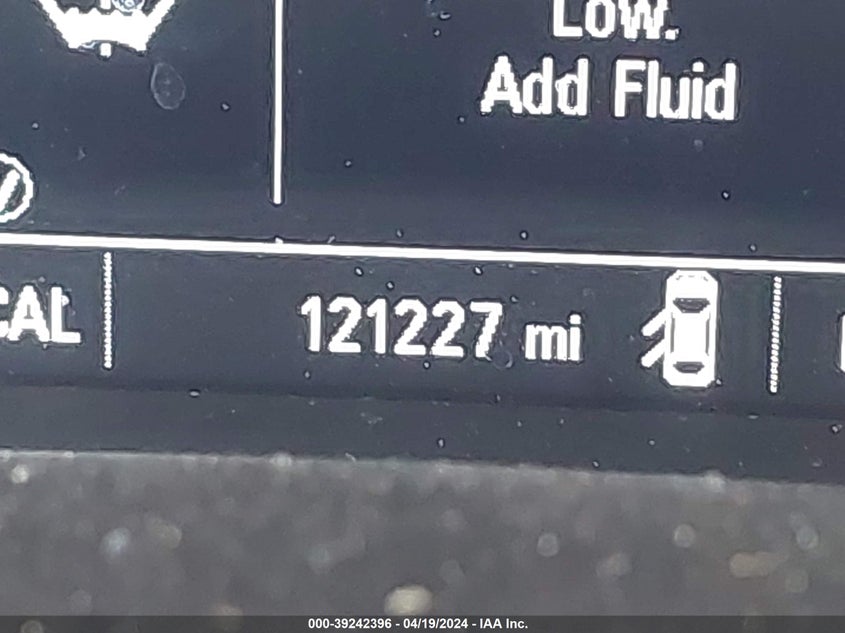 Low.
Add Fluid
CAL
121227 mi
000-39242396 - 04/19/2024 - IAA Inc.